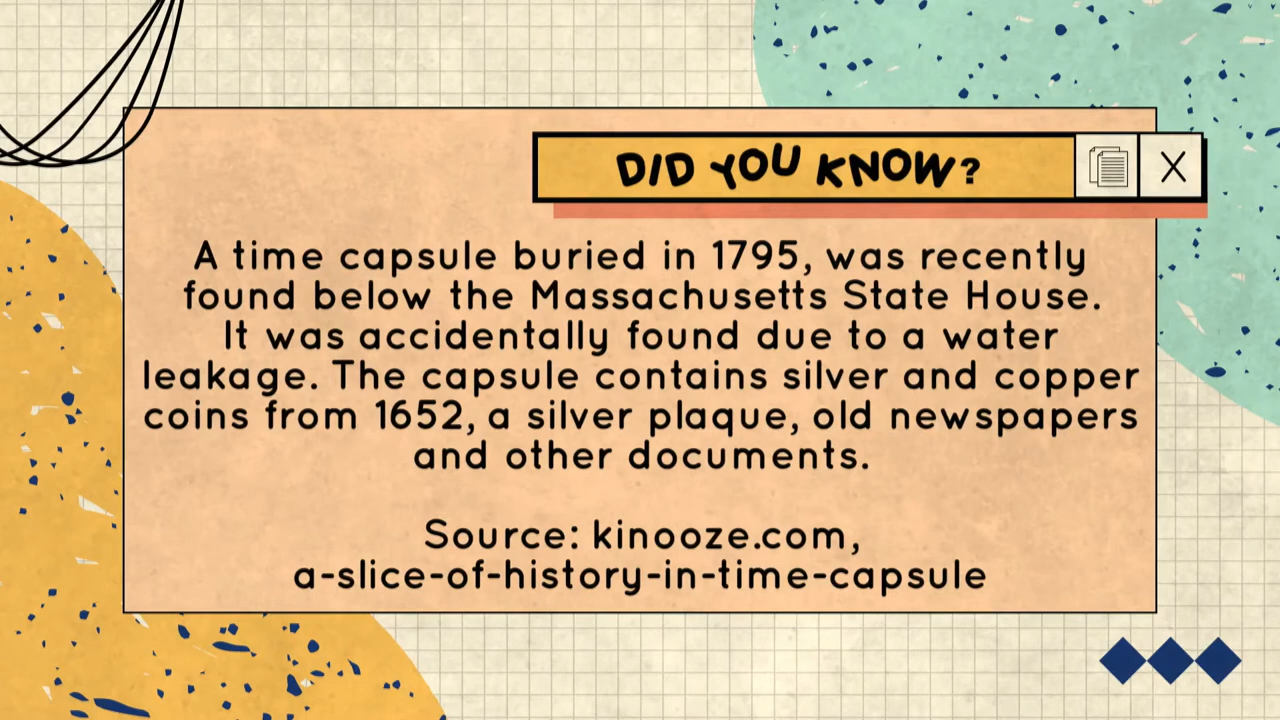 DID YOU KNOW?
A time capsule buried in 1795, was recently
found below the Massachusetts State House.
It was accidentally found due to a water
leakage. The capsule contains silver and copper
coins from 1652, a silver plaque, old newspapers
and other documents.
Source: kinooze.com,
a-slice-of-history-in-time-capsule